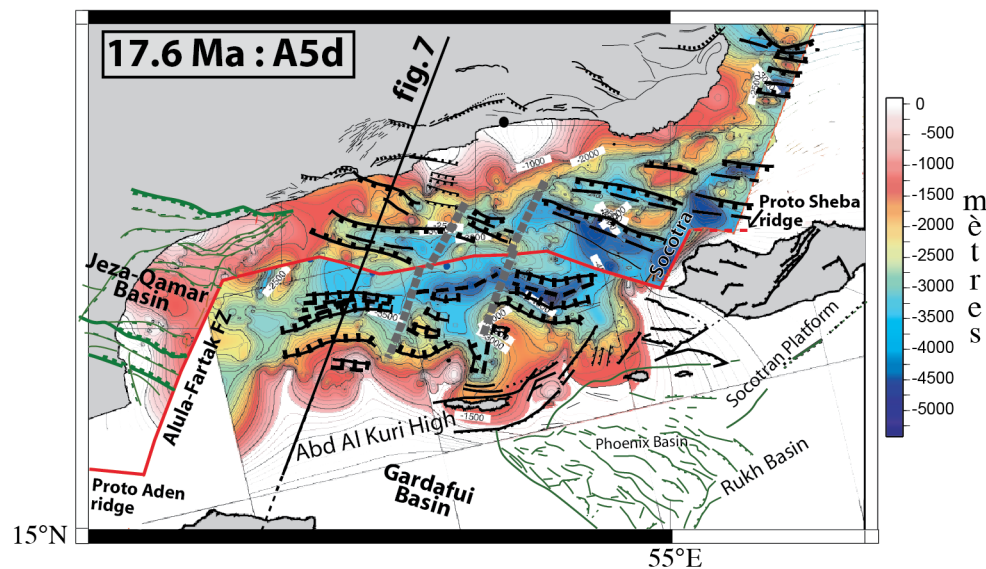 17.6 Ma : A5d
fig. 7
0
-500
-1000
-1500
-2000
-2500
-3000
-3500
-4000
-4500
-5000
mètres
-1000
-2000
Proto Sheba
ridge
Socotra
Jeza-Qamar
Basin
-2500
Alula-Fartak FZ
Socotran Platform
-1500
Abd Al Kuri High
Phoenix Basin
Rukh Basin
Gardafui
Basin
Proto Aden
ridge
15°N
55°E